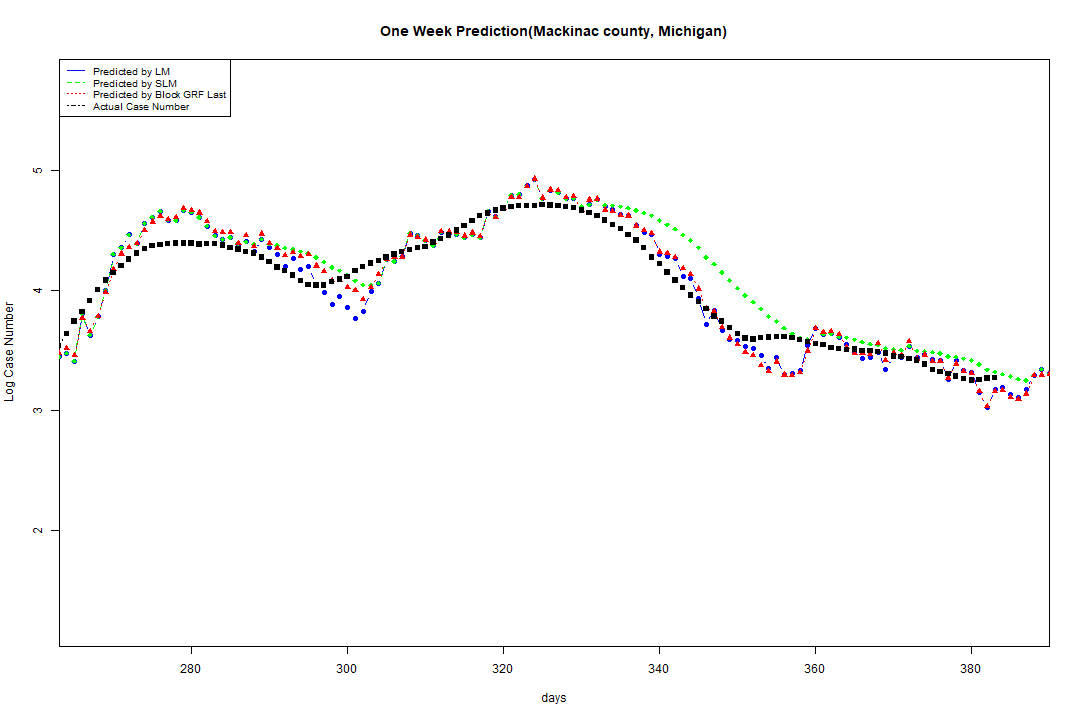 One Week Prediction(Mackinac county, Michigan)
Predicted by LM
Predicted by SLM
Predicted by Block GRF Last
Actual Case Number
5
4
3
2
Log Case Number
280 300 320 340 360 380
days